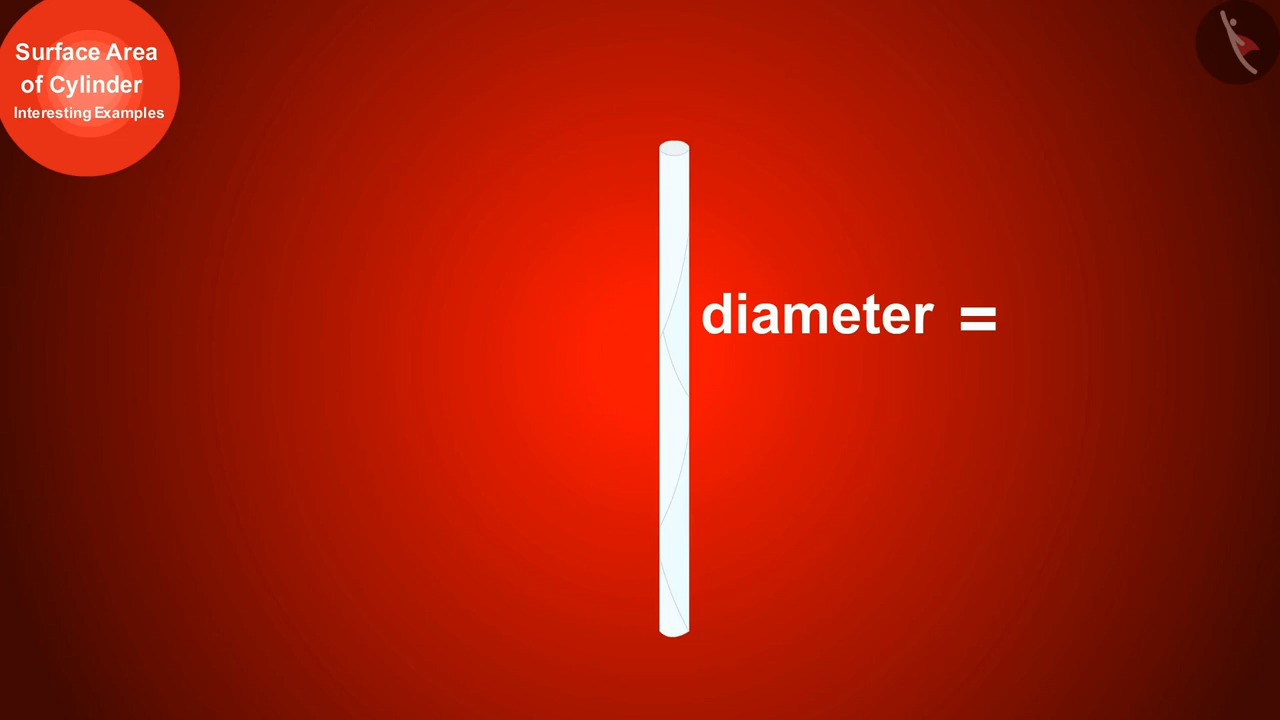 Surface Area
of Cylinder
Interesting Examples
diameter =